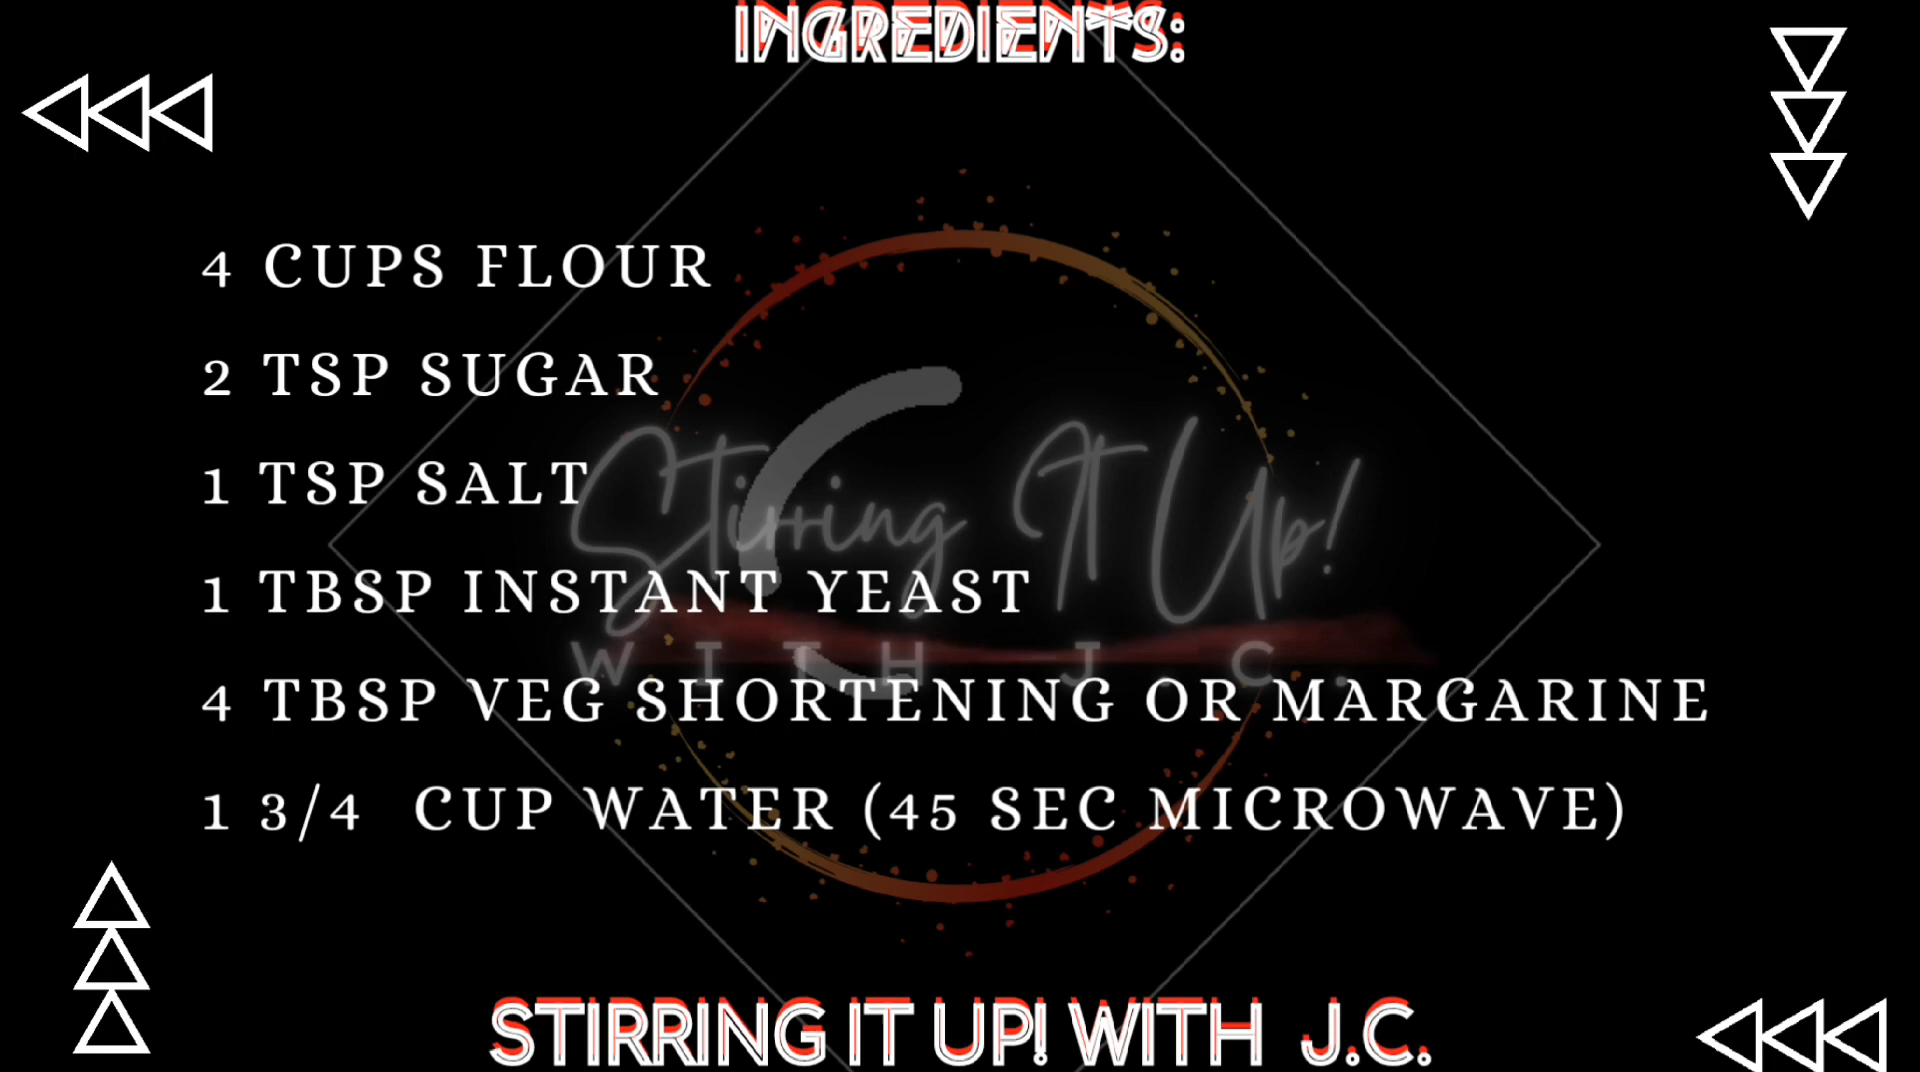 INGREDIENTS:
4 CUPS FLOUR
2 TSP SUGAR
1 TSP SALT
Stirring It Up!
1 TBSP INSTANT YEAST
WITH J.C.
4 TBSP VEG SHORTENING OR MARGARINE
1 3/4 CUP WATER (45 SEC MICROWAVE)
STIRRING IT UP! WITH J.C.